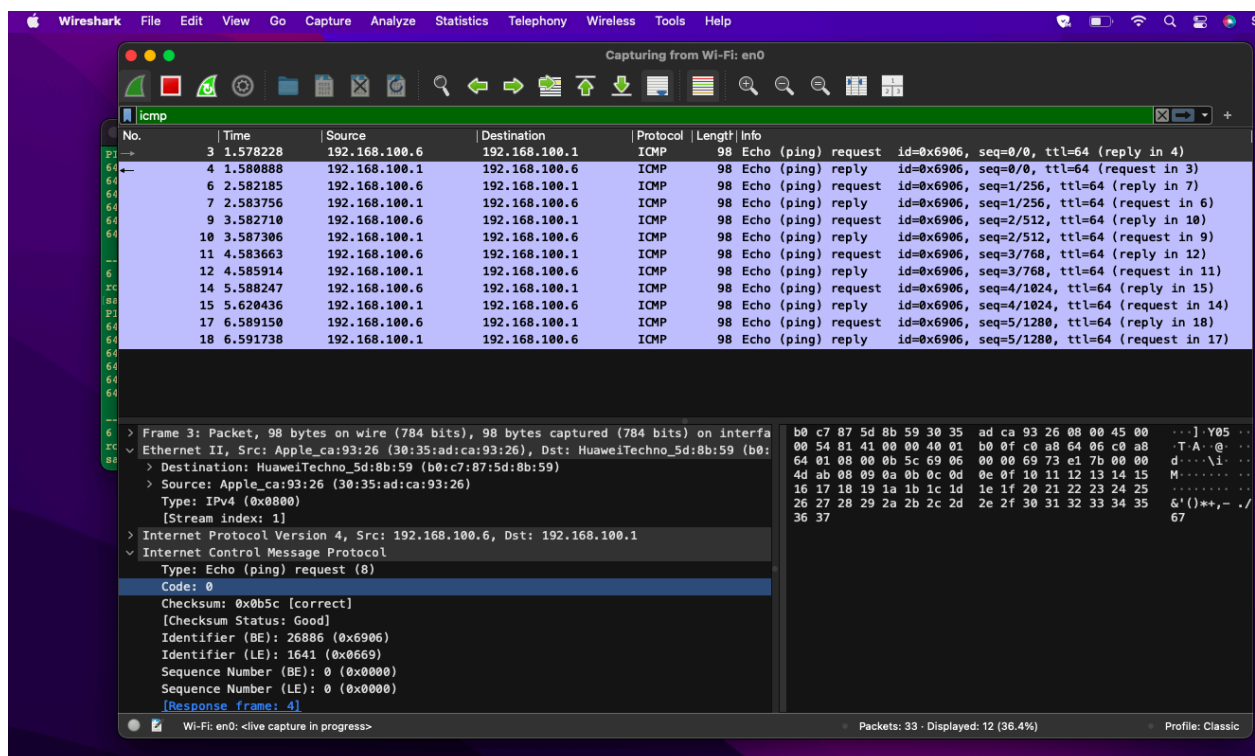 Wireshark File Edit View Go Capture Analyze Statistics Telephony Wireless Tools Help
Capturing from Wi-Fi: en0
icmp
No. Time Source Destination Protocol Length Info
3 1.578228 192.168.100.6 192.168.100.1 ICMP 98 Echo (ping) request id=0x6906, seq=0/0, ttl=64 (reply in 4)
4 1.580888 192.168.100.1 192.168.100.6 ICMP 98 Echo (ping) reply id=0x6906, seq=0/0, ttl=64 (request in 3)
6 2.582185 192.168.100.6 192.168.100.1 ICMP 98 Echo (ping) request id=0x6906, seq=1/256, ttl=64 (reply in 7)
7 2.583756 192.168.100.1 192.168.100.6 ICMP 98 Echo (ping) reply id=0x6906, seq=1/256, ttl=64 (request in 6)
9 3.582710 192.168.100.6 192.168.100.1 ICMP 98 Echo (ping) request id=0x6906, seq=2/512, ttl=64 (reply in 10)
10 3.587306 192.168.100.1 192.168.100.6 ICMP 98 Echo (ping) reply id=0x6906, seq=2/512, ttl=64 (request in 9)
11 4.583663 192.168.100.6 192.168.100.1 ICMP 98 Echo (ping) request id=0x6906, seq=3/768, ttl=64 (reply in 12)
12 4.585914 192.168.100.1 192.168.100.6 ICMP 98 Echo (ping) reply id=0x6906, seq=3/768, ttl=64 (request in 11)
14 5.588247 192.168.100.6 192.168.100.1 ICMP 98 Echo (ping) request id=0x6906, seq=4/1024, ttl=64 (reply in 15)
15 5.620436 192.168.100.1 192.168.100.6 ICMP 98 Echo (ping) reply id=0x6906, seq=4/1024, ttl=64 (request in 14)
17 6.589150 192.168.100.6 192.168.100.1 ICMP 98 Echo (ping) request id=0x6906, seq=5/1280, ttl=64 (reply in 18)
18 6.591738 192.168.100.1 192.168.100.6 ICMP 98 Echo (ping) reply id=0x6906, seq=5/1280, ttl=64 (request in 17)
Frame 3: Packet, 98 bytes on wire (784 bits), 98 bytes captured (784 bits) on interfa
Ethernet II, Src: Apple_ca:93:26 (30:35:ad:ca:93:26), Dst: HuaweiTechno_5d:8b:59 (b0:
Destination: HuaweiTechno_5d:8b:59 (b0:c7:87:5d:8b:59)
Source: Apple_ca:93:26 (30:35:ad:ca:93:26)
Type: IPv4 (0x0800)
[Stream index: 1]
Internet Protocol Version 4, Src: 192.168.100.6, Dst: 192.168.100.1
Internet Control Message Protocol
Type: Echo (ping) request (8)
Code: 0
Checksum: 0x0b5c [correct]
[Checksum Status: Good]
Identifier (BE): 26886 (0x6906)
Identifier (LE): 1641 (0x0669)
Sequence Number (BE): 0 (0x0000)
Sequence Number (LE): 0 (0x0000)
[Response frame: 4]
b0 c7 87 5d 8b 59 30 35 ad ca 93 26 08 00 45 00 ···]·Y05 ··
00 54 81 41 00 00 40 01 b0 0f c0 a8 64 06 c0 a8 ·T·A··@· ··
64 01 08 00 0b 5c 69 06 00 00 69 73 e1 7b 00 00 d····\i· ··
4d ab 08 09 0a 0b 0c 0d 0e 0f 10 11 12 13 14 15 M······· ··
16 17 18 19 1a 1b 1c 1d 1e 1f 20 21 22 23 24 25 ········ ··
26 27 28 29 2a 2b 2c 2d 2e 2f 30 31 32 33 34 35 &'()*+,- ./
36 37 67
Wi-Fi: en0: <live capture in progress> Packets: 33 · Displayed: 12 (36.4%) Profile: Classic